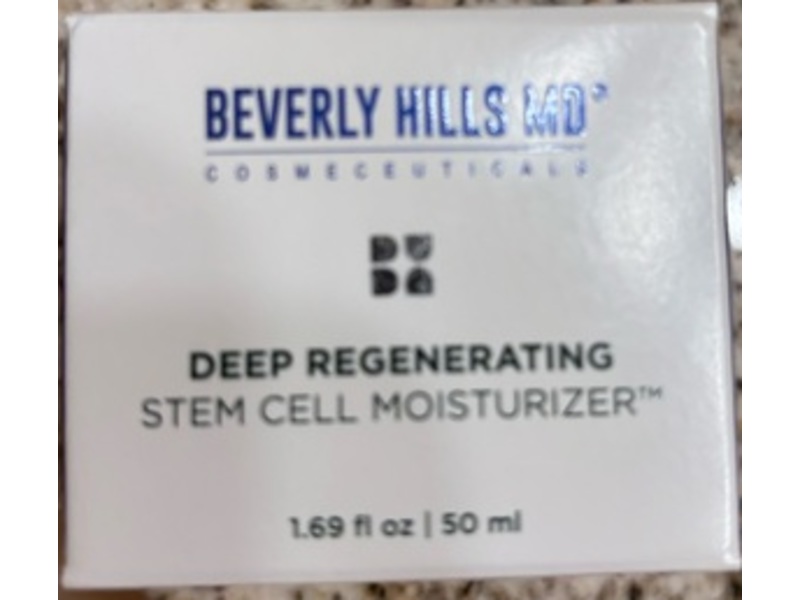 BEVERLY HILLS MD®
COSMECEUTICALS
DEEP REGENERATING
STEM CELL MOISTURIZER™
1.69 fl oz | 50 ml